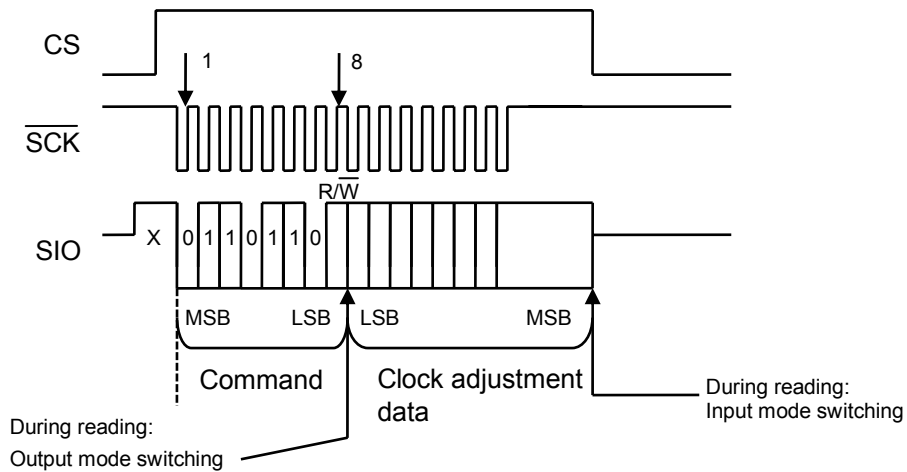 CS
1
8
SCK
R/W
SIO
X 0 1 1 0 1 1 0
MSB LSB LSB MSB
Command
Clock adjustment
data
During reading:
Input mode switching
During reading:
Output mode switching